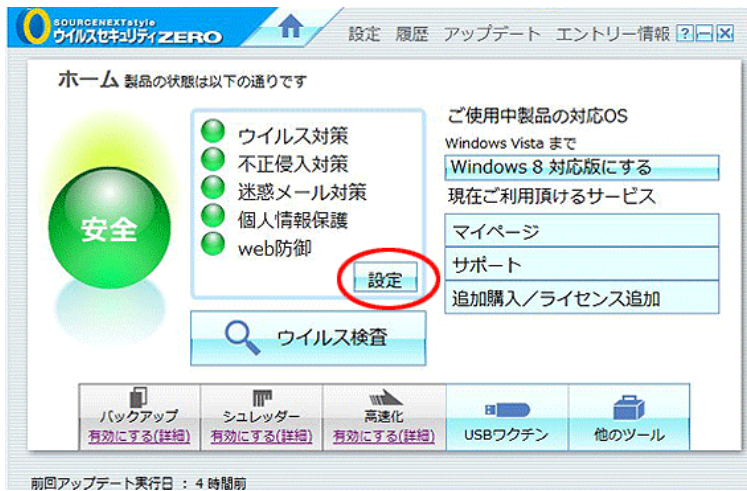 SOURCENEXTstyle
ウイルスセキュリティZERO
設定 履歴 アップデート エントリー情報 ?
ホーム 製品の状態は以下の通りです
安全
ウイルス対策
不正侵入対策
迷惑メール対策
個人情報保護
web防御
設定
ウイルス検査
ご使用中製品の対応OS
Windows Vista まで
Windows 8 対応版にする
現在ご利用頂けるサービス
マイページ
サポート
追加購入／ライセンス追加
バックアップ
有効にする(詳細)
シュレッダー
有効にする(詳細)
高速化
有効にする(詳細)
USBワクチン
他のツール
前回アップデート実行日 : 4 時間前